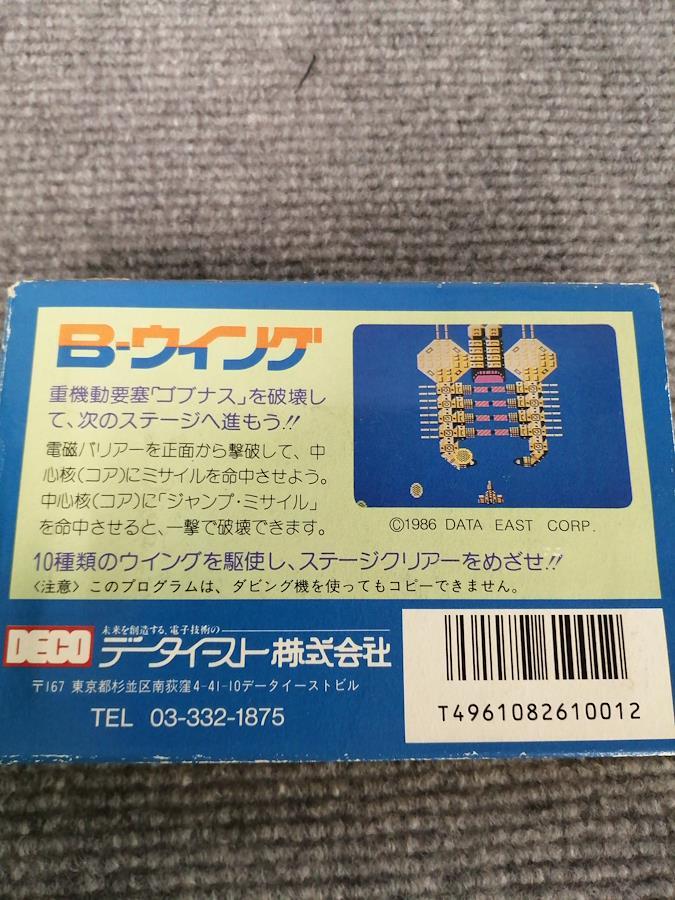 B-ウイング
重機動要塞「ゴブナス」を破壊し
て、次のステージへ進もう!!
電磁バリアーを正面から撃破して、中
心核(コア)にミサイルを命中させよう。
中心核(コア)に「ジャンプ・ミサイル」
を命中させると、一撃で破壊できます。
©1986 DATA EAST CORP.
10種類のウイングを駆使し、ステージクリアーをめざせ!!
〈注意〉このプログラムは、ダビング機を使ってもコピーできません。
DECO
未来を創造する、電子技術の
データイースト株式会社
〒167 東京都杉並区南荻窪4-41-10データイーストビル
TEL 03-332-1875
T4961082610012